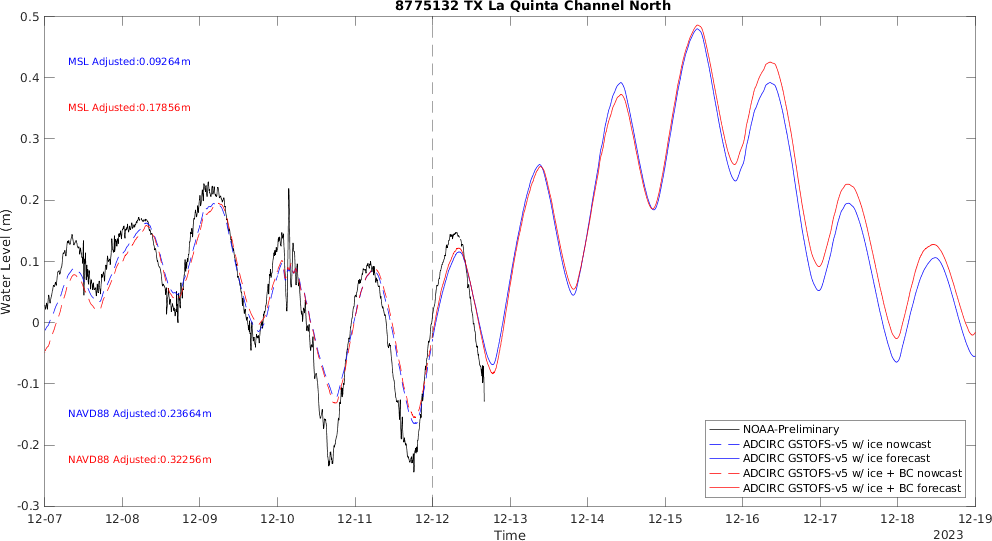 8775132 TX La Quinta Channel North
0.5
MSL Adjusted:0.09264m
0.4
MSL Adjusted:0.17856m
0.3
0.2
0.1
0
-0.1
-0.2
-0.3
Water Level (m)
NAVD88 Adjusted:0.23664m
NAVD88 Adjusted:0.32256m
NOAA-Preliminary
ADCIRC GSTOFS-v5 w/ ice nowcast
ADCIRC GSTOFS-v5 w/ ice forecast
ADCIRC GSTOFS-v5 w/ ice + BC nowcast
ADCIRC GSTOFS-v5 w/ ice + BC forecast
12-07 12-08 12-09 12-10 12-11 12-12 12-13 12-14 12-15 12-16 12-17 12-18 12-19
Time
2023